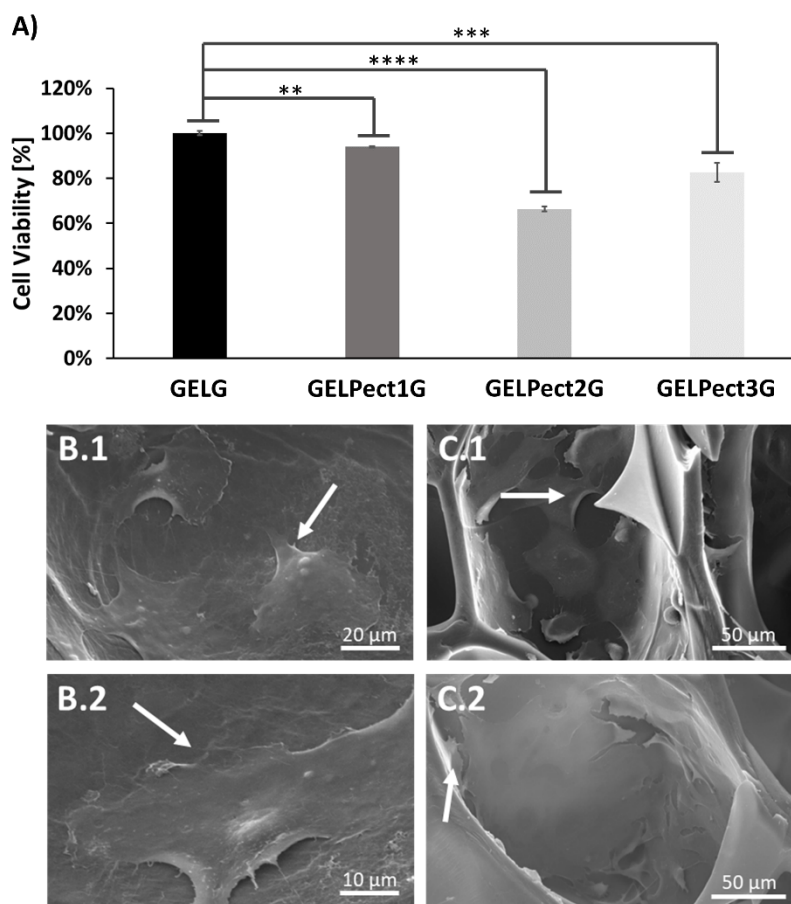 A)
***
****
**
Cell Viability [%]
120%
100%
80%
60%
40%
20%
0%
GELG GELPect1G GELPect2G GELPect3G
B.1
20 µm
C.1
50 µm
B.2
10 µm
C.2
50 µm